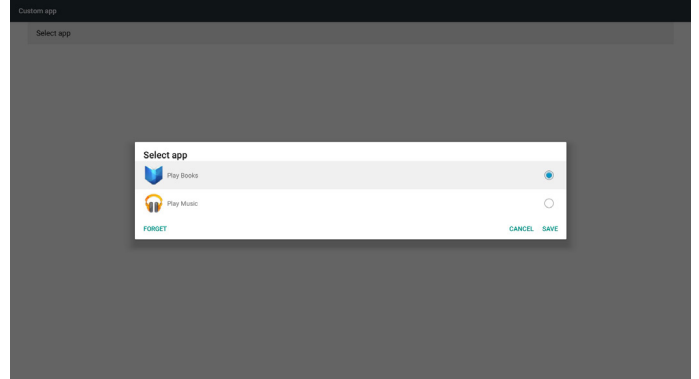 Custom app
Select app
Select app
Play Books
Play Music
FORGET CANCEL SAVE